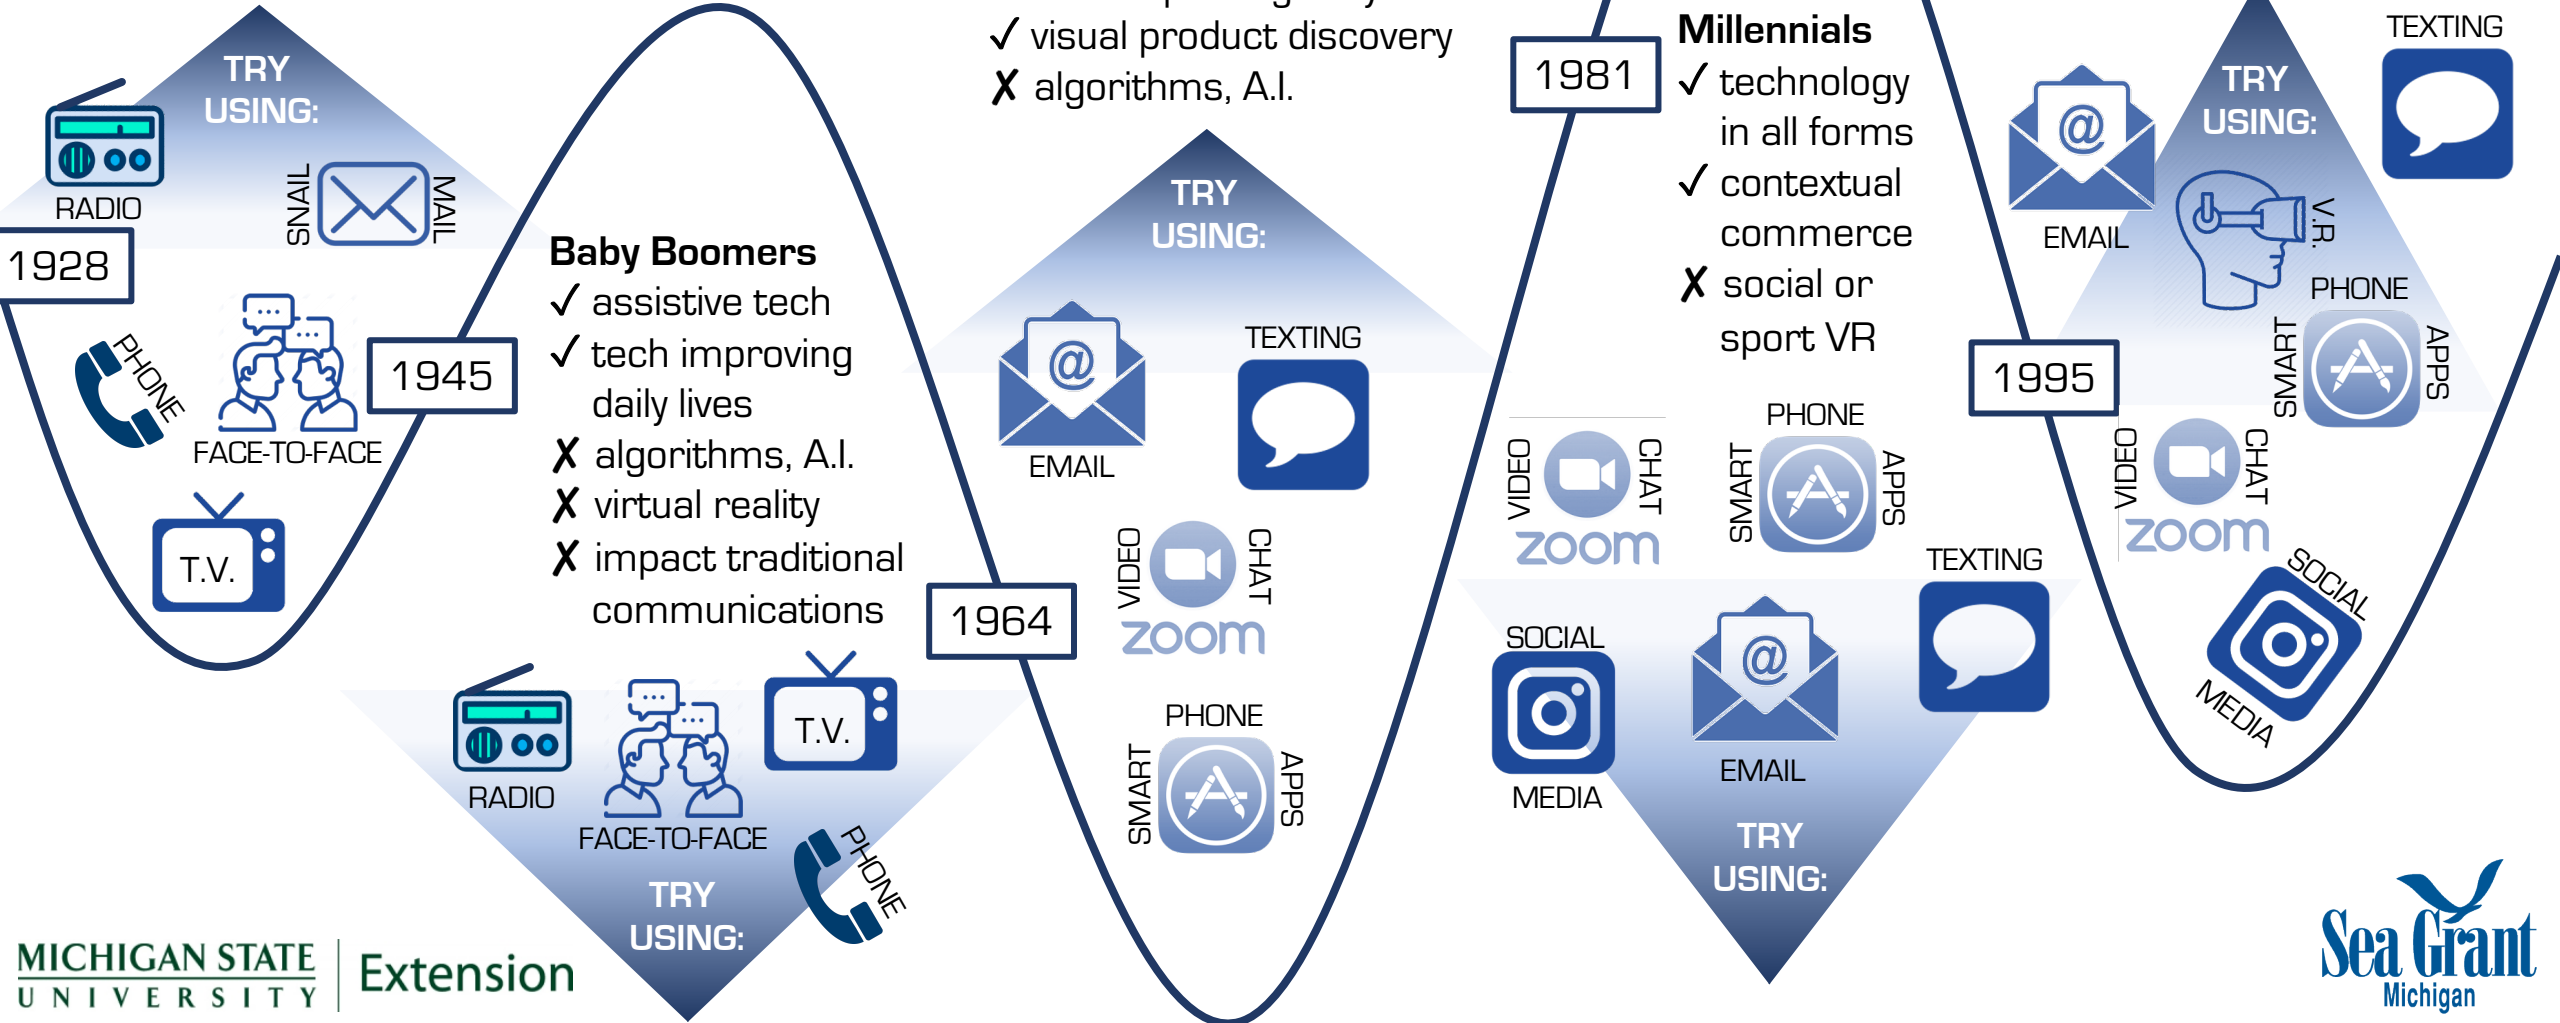 TRY
USING:
RADIO
SNAIL
MAIL
1928
PHONE
FACE-TO-FACE
T.V.
1945
Baby Boomers
✓ assistive tech
✓ tech improving
daily lives
✗ algorithms, A.I.
✗ virtual reality
✗ impact traditional
communications
RADIO
FACE-TO-FACE
T.V.
PHONE
TRY
USING:
1964
✓ visual product discovery
✗ algorithms, A.I.
TRY
USING:
EMAIL
TEXTING
VIDEO
CHAT
zoom
PHONE
SMART
APPS
1981
Millennials
✓ technology
in all forms
✓ contextual
commerce
✗ social or
sport VR
VIDEO
CHAT
zoom
PHONE
SMART
APPS
TEXTING
SOCIAL
MEDIA
@
EMAIL
TRY
USING:
1995
TRY
USING:
@
EMAIL
TEXTING
V.R.
PHONE
SMART
APPS
VIDEO
CHAT
zoom
SOCIAL
MEDIA
MICHIGAN STATE
UNIVERSITY
Extension
Sea Grant
Michigan